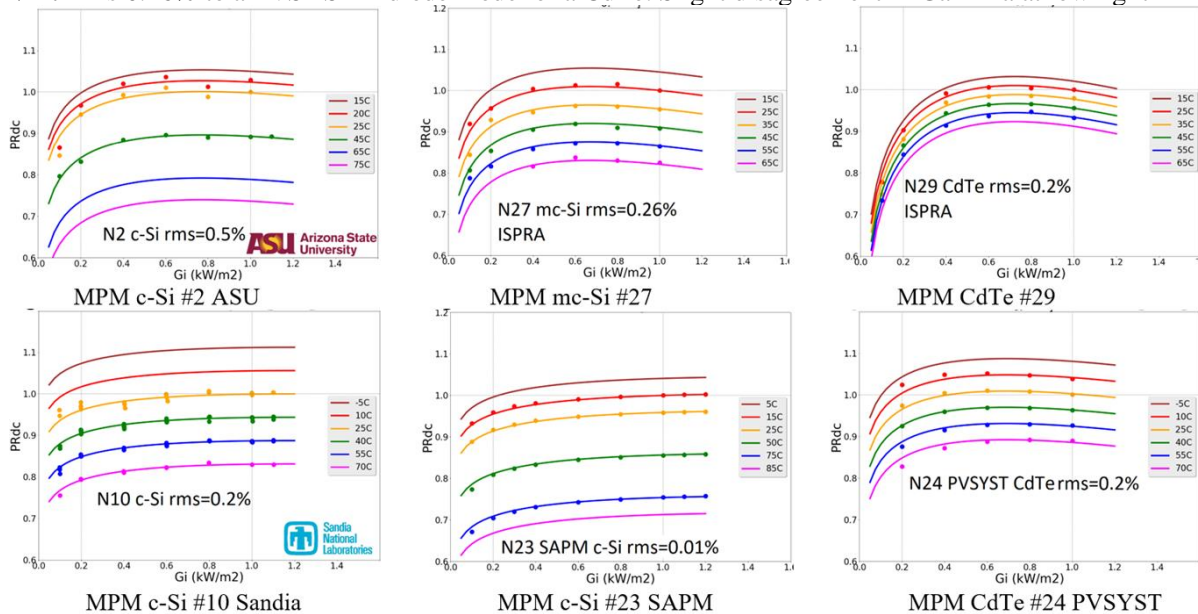 1.2
1.1
1.0
0.9
0.8
0.7
0.6
PRdc
0.0 0.2 0.4 0.6 0.8 1.0 1.2 1.4
Gi (kW/m2)
15C
20C
25C
45C
65C
75C
N2 c-Si rms=0.5%
ASU Arizona State
University
MPM c-Si #2 ASU
1.2
1.1
1.0
0.9
0.8
0.7
0.6
PRdc
0.0 0.2 0.4 0.6 0.8 1.0 1.2 1.4
Gi (kW/m2)
15C
25C
35C
45C
55C
65C
N27 mc-Si rms=0.26%
ISPRA
MPM mc-Si #27
1.1
1.0
0.9
0.8
0.7
0.6
PRdc
0.0 0.2 0.4 0.6 0.8 1.0 1.2 1.4
Gi (kW/m2)
15C
25C
35C
45C
55C
65C
N29 CdTe rms=0.2%
ISPRA
MPM CdTe #29
1.1
1.0
0.9
0.8
0.7
0.6
PRdc
0.0 0.2 0.4 0.6 0.8 1.0 1.2 1.4
Gi (kW/m2)
-5C
10C
25C
40C
55C
70C
N10 c-Si rms=0.2%
Sandia
National
Laboratories
MPM c-Si #10 Sandia
1.2
1.1
1.0
0.9
0.8
0.7
0.6
PRdc
0.0 0.2 0.4 0.6 0.8 1.0 1.2 1.4
Gi (kW/m2)
5C
15C
25C
50C
75C
85C
N23 SAPM c-Si rms=0.01%
MPM c-Si #23 SAPM
1.2
1.1
1.0
0.9
0.8
0.7
0.6
PRdc
0.0 0.2 0.4 0.6 0.8 1.0 1.2 1.4
Gi (kW/m2)
-5C
10C
25C
40C
55C
70C
N24 PVSYST CdTe rms=0.2%
MPM CdTe #24 PVSYST